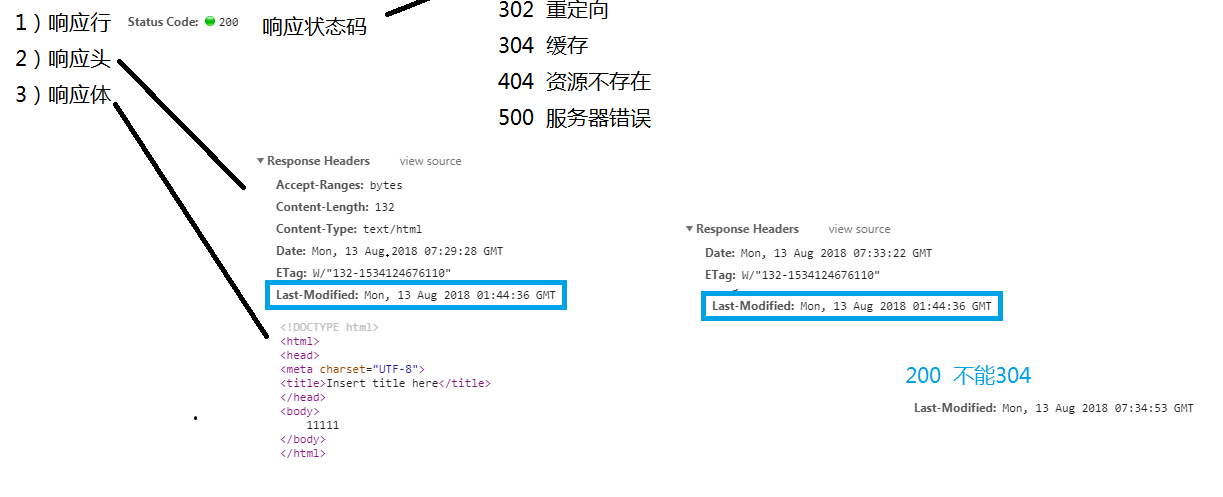 1）响应行 Status Code: 200 响应状态码
302 重定向
2）响应头
304 缓存
3）响应体
404 资源不存在
500 服务器错误
Response Headers view source
Accept-Ranges: bytes
Content-Length: 132
Content-Type: text/html
Date: Mon, 13 Aug 2018 07:29:28 GMT
ETag: W/"132-1534124676110"
Last-Modified: Mon, 13 Aug 2018 01:44:36 GMT
<!DOCTYPE html>
<html>
<head>
<meta charset="UTF-8">
<title>Insert title here</title>
</head>
<body>
11111
</body>
</html>
Response Headers view source
Date: Mon, 13 Aug 2018 07:33:22 GMT
ETag: W/"132-1534124676110"
Last-Modified: Mon, 13 Aug 2018 01:44:36 GMT
200 不能304
Last-Modified: Mon, 13 Aug 2018 07:34:53 GMT